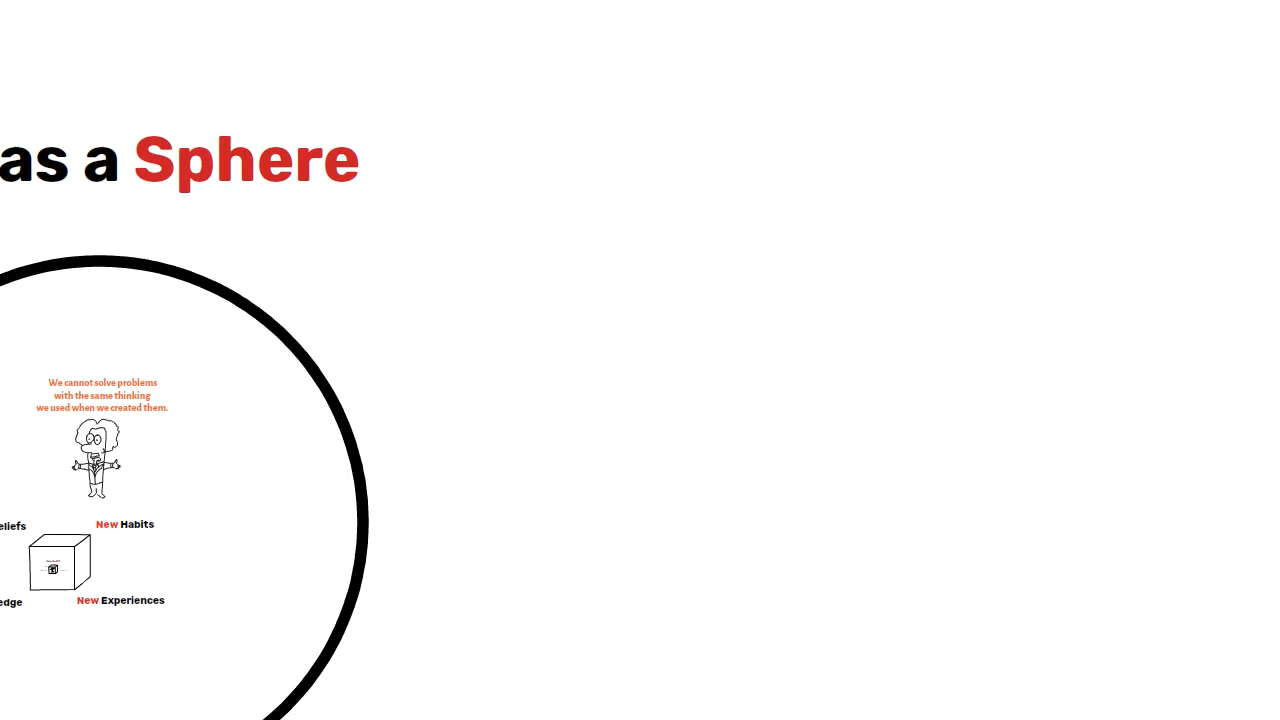 as a Sphere
We cannot solve problems
with the same thinking
we used when we created them.
eliefs
New Habits
edge
New Experiences